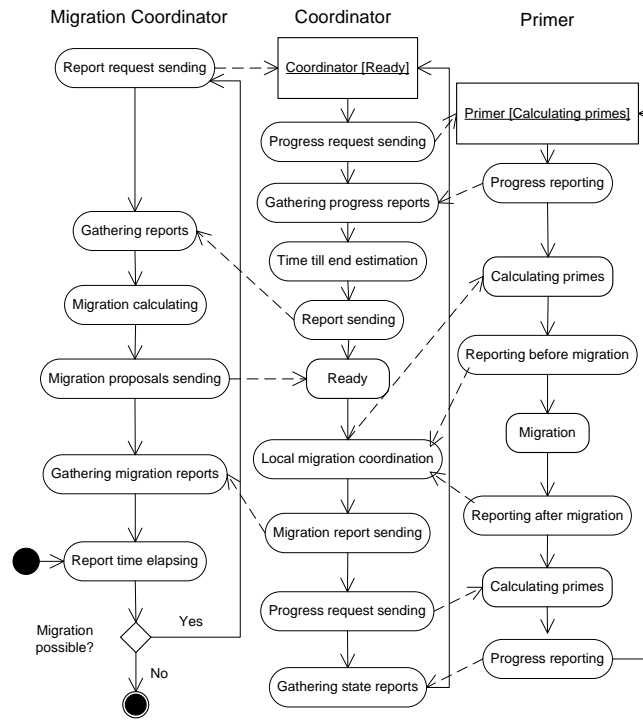 Migration Coordinator
Coordinator
Primer
Report request sending
Coordinator [Ready]
Primer [Calculating primes]
Progress request sending
Progress reporting
Gathering progress reports
Gathering reports
Time till end estimation
Calculating primes
Migration calculating
Report sending
Reporting before migration
Migration proposals sending
Ready
Migration
Local migration coordination
Gathering migration reports
Reporting after migration
Migration report sending
Report time elapsing
Calculating primes
Progress request sending
Yes
Migration
possible?
Progress reporting
No
Gathering state reports